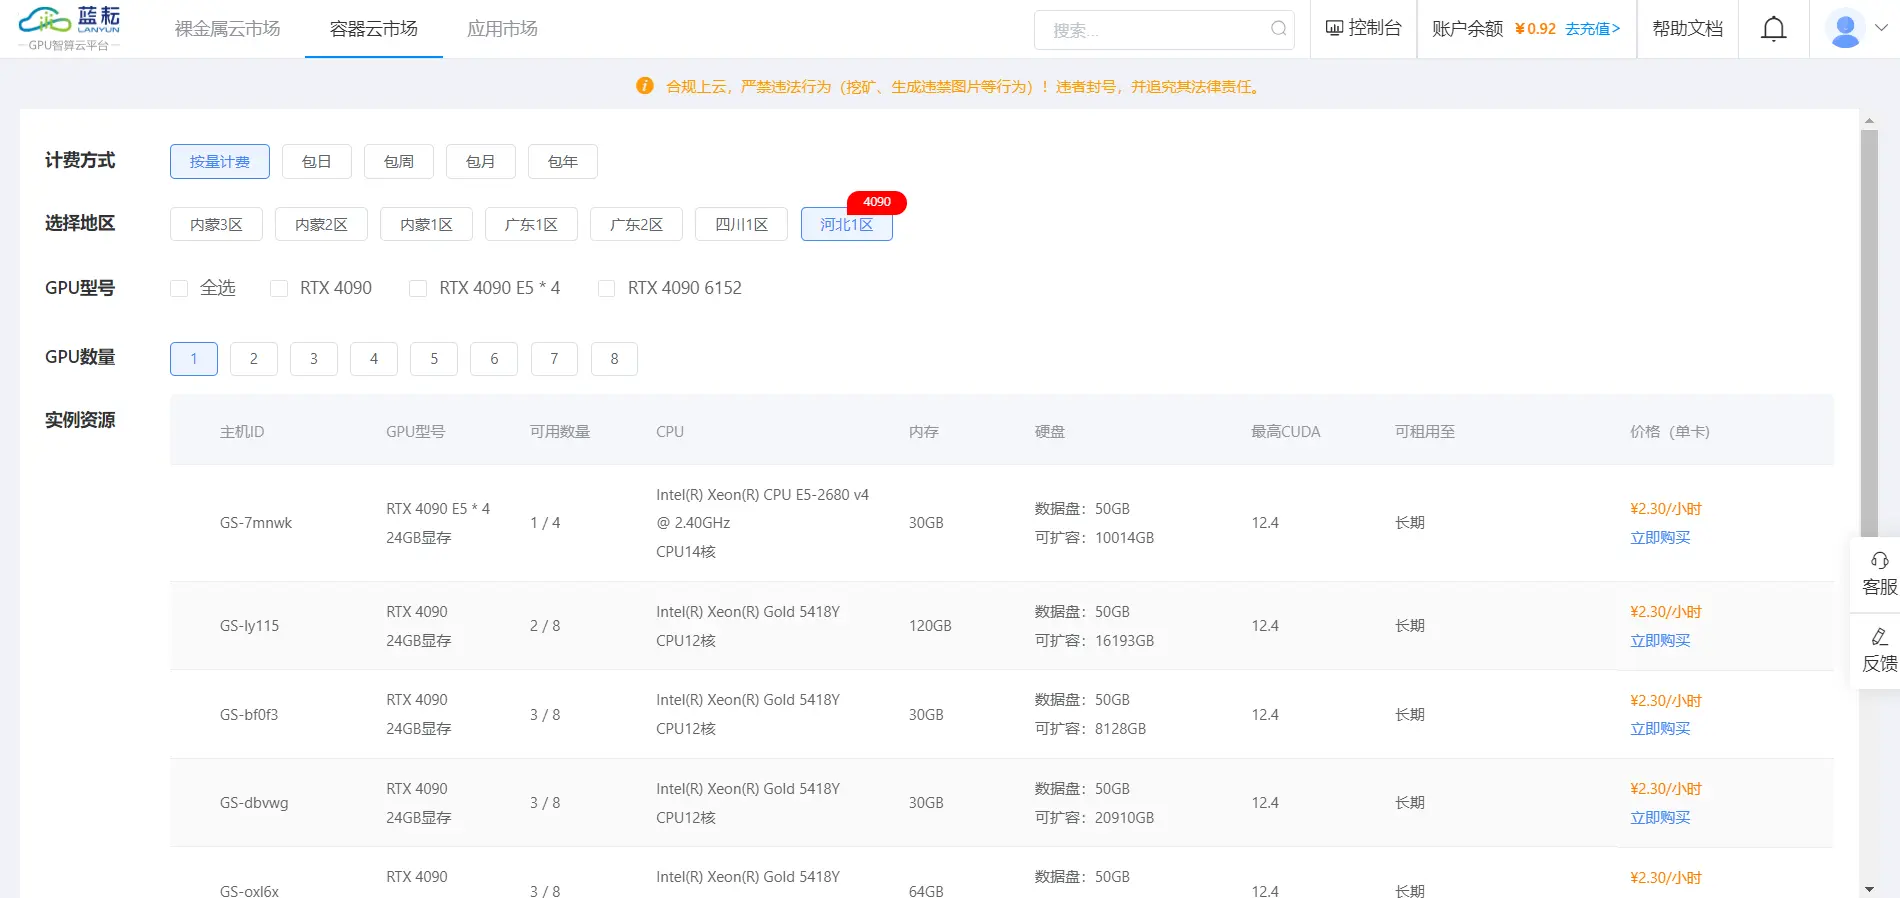 蓝耘
LANYUN
GPU智算云平台
裸金属云市场
容器云市场
应用市场
搜索...
控制台
账户余额 ¥0.92 去充值>
帮助文档
合规上云，严禁违法行为（挖矿、生成违禁图片等行为）！违者封号，并追究其法律责任。
计费方式
按量计费 包日 包周 包月 包年
4090
选择地区
内蒙3区 内蒙2区 内蒙1区 广东1区 广东2区 四川1区 河北1区
GPU型号
全选 RTX 4090 RTX 4090 E5 * 4 RTX 4090 6152
GPU数量
1 2 3 4 5 6 7 8
实例资源
主机ID GPU型号 可用数量 CPU 内存 硬盘 最高CUDA 可租用至 价格（单卡）
GS-7mnwk
RTX 4090 E5 * 4
24GB显存
1 / 4
Intel(R) Xeon(R) CPU E5-2680 v4
@ 2.40GHz
CPU14核
30GB
数据盘：50GB
可扩容：10014GB
12.4
长期
¥2.30/小时
立即购买
GS-ly115
RTX 4090
24GB显存
2 / 8
Intel(R) Xeon(R) Gold 5418Y
CPU12核
120GB
数据盘：50GB
可扩容：16193GB
12.4
长期
¥2.30/小时
立即购买
GS-bf0f3
RTX 4090
24GB显存
3 / 8
Intel(R) Xeon(R) Gold 5418Y
CPU12核
30GB
数据盘：50GB
可扩容：8128GB
12.4
长期
¥2.30/小时
立即购买
GS-dbvwg
RTX 4090
24GB显存
3 / 8
Intel(R) Xeon(R) Gold 5418Y
CPU12核
30GB
数据盘：50GB
可扩容：20910GB
12.4
长期
¥2.30/小时
立即购买
GS-oxl6x
RTX 4090
3 / 8
Intel(R) Xeon(R) Gold 5418Y
64GB
数据盘：50GB
12.4
长期
¥2.30/小时
客服
反馈